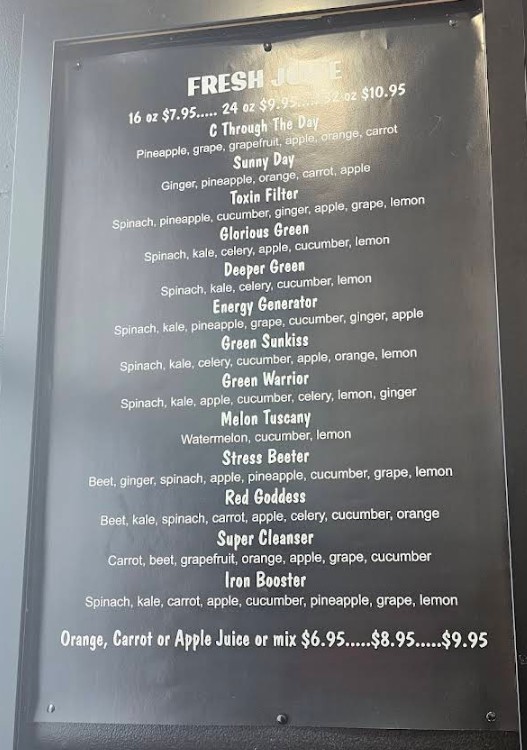 FRESH JUICE
16 oz $7.95..... 24 oz $9.95..... 32 oz $10.95
C Through The Day
Pineapple, grape, grapefruit, apple, orange, carrot
Sunny Day
Ginger, pineapple, orange, carrot, apple
Toxin Filter
Spinach, pineapple, cucumber, ginger, apple, grape, lemon
Glorious Green
Spinach, kale, celery, apple, cucumber, lemon
Deeper Green
Spinach, kale, celery, cucumber, lemon
Energy Generator
Spinach, kale, pineapple, grape, cucumber, ginger, apple
Green Sunkiss
Spinach, kale, celery, cucumber, apple, orange, lemon
Green Warrior
Spinach, kale, apple, cucumber, celery, lemon, ginger
Melon Tuscany
Watermelon, cucumber, lemon
Stress Beeter
Beet, ginger, spinach, apple, pineapple, cucumber, grape, lemon
Red Goddess
Beet, kale, spinach, carrot, apple, celery, cucumber, orange
Super Cleanser
Carrot, beet, grapefruit, orange, apple, grape, cucumber
Iron Booster
Spinach, kale, carrot, apple, cucumber, pineapple, grape, lemon
Orange, Carrot or Apple Juice or mix $6.95.....$8.95.....$9.95